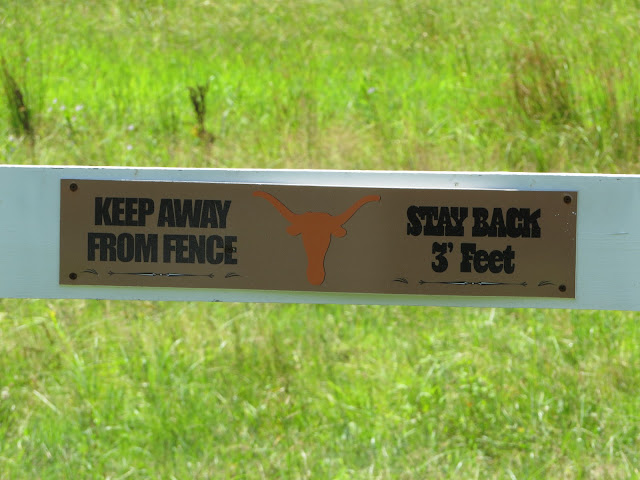 KEEP AWAY
FROM FENCE
STAY BACK
3' Feet